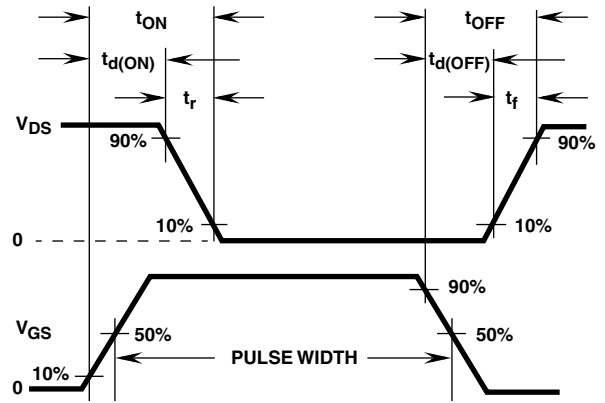 tON tOFF
td(ON) td(OFF)
tr tf
VDS
90% 90%
10% 10%
0
90%
VGS 50% 50%
PULSE WIDTH
10%
0